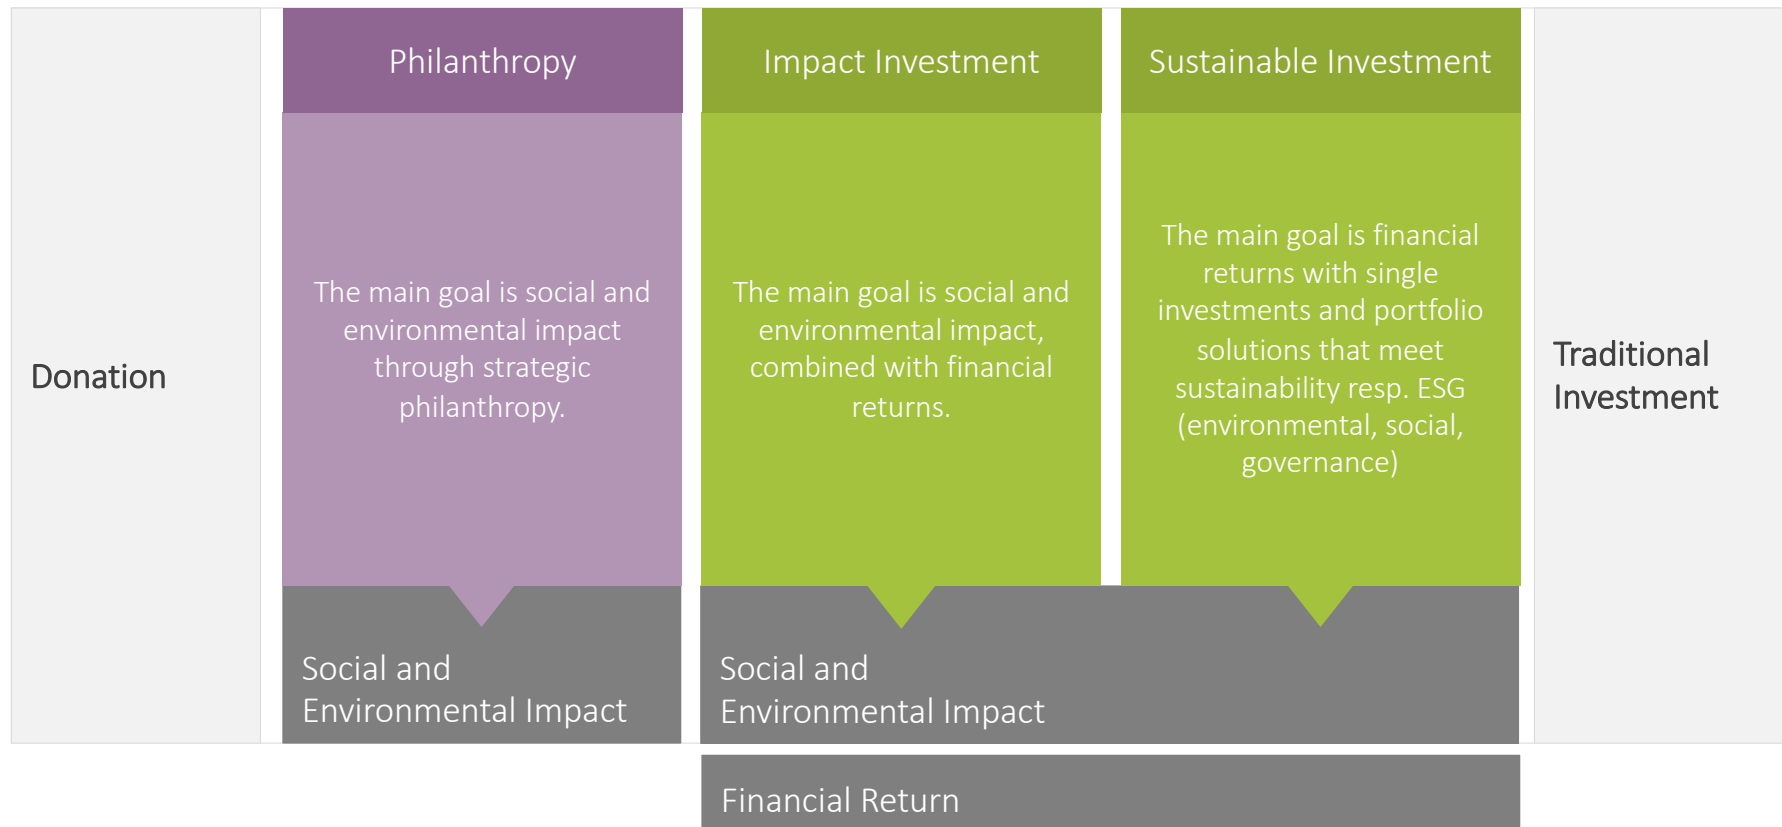 Donation
Philanthropy
The main goal is social and
environmental impact
through strategic
philanthropy.
Social and
Environmental Impact
Impact Investment
The main goal is social and
environmental impact,
combined with financial
returns.
Sustainable Investment
The main goal is financial
returns with single
investments and portfolio
solutions that meet
sustainability resp. ESG
(environmental, social,
governance)
Social and
Environmental Impact
Financial Return
Traditional
Investment